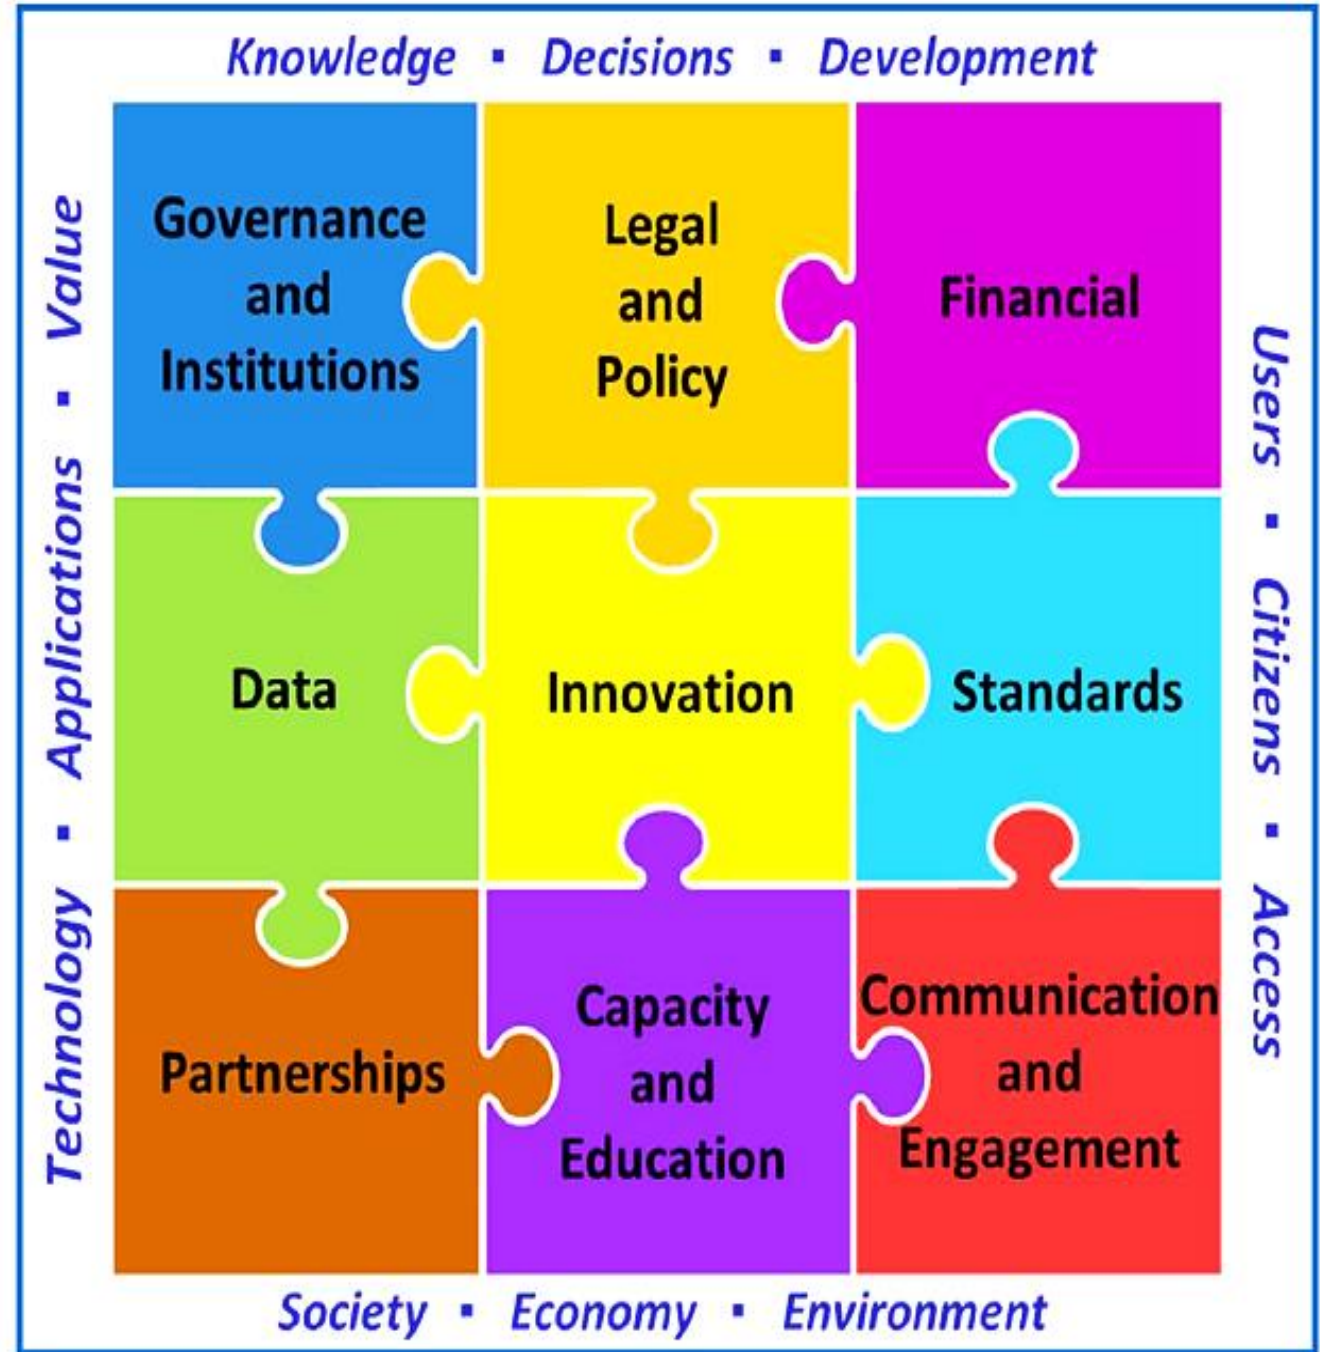 Knowledge ▪ Decisions ▪ Development
Technology ▪ Applications ▪ Value
Governance
and
Institutions
Legal
and
Policy
Financial
Data
Innovation
Standards
Partnerships
Capacity
and
Education
Communication
and
Engagement
Users ▪ Citizens ▪ Access
Society ▪ Economy ▪ Environment